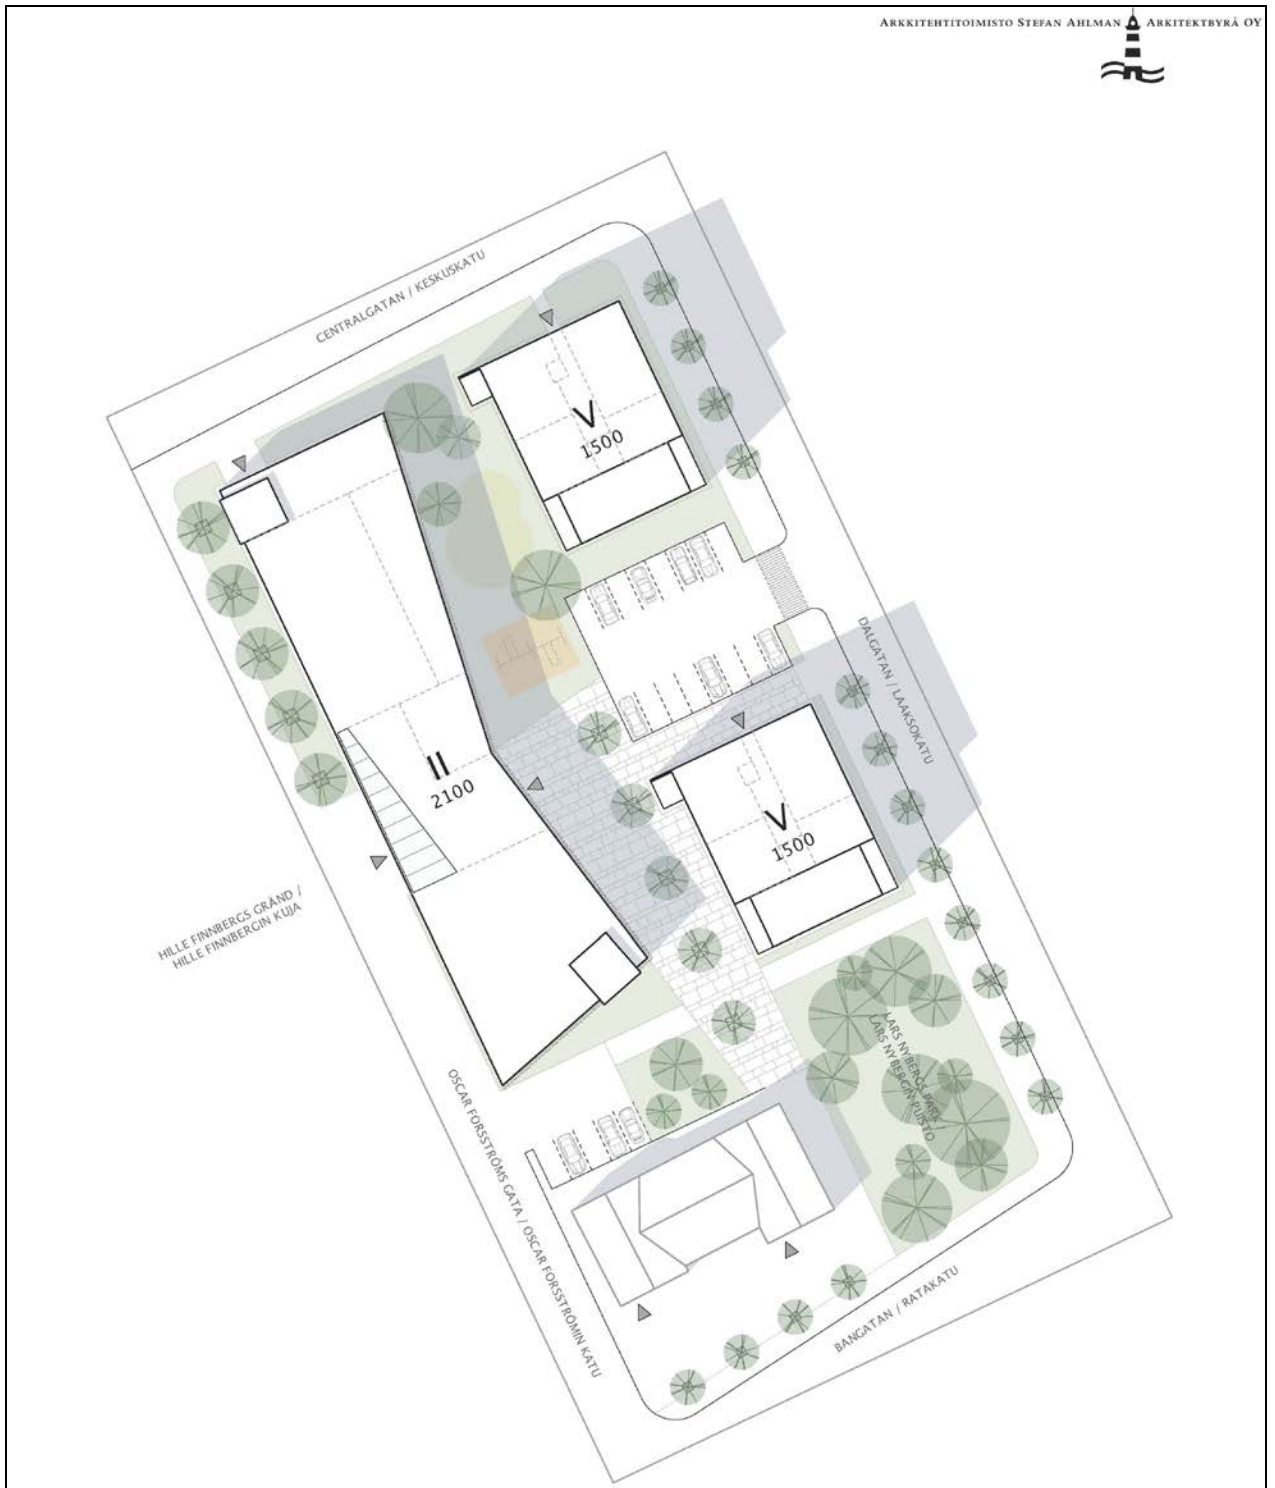 ARKKITEHTITOIMISTO STEFAN AHLMAN ARKITEKTBYRÅ OY
CENTRALGATAN / KESKUSKATU
V
1500
DALGATAN / LAAKSOKATU
II
2100
V
1500
HILLE FINNBERGS GRÄND /
HILLE FINNBERGIN KUJA
LARS NYBERGS PARK /
LARS NYBERGIN PUISTO
OSCAR FORSSTRÖMS GATA / OSCAR FORSSTRÖMIN KATU
BANGATAN / RATAKATU